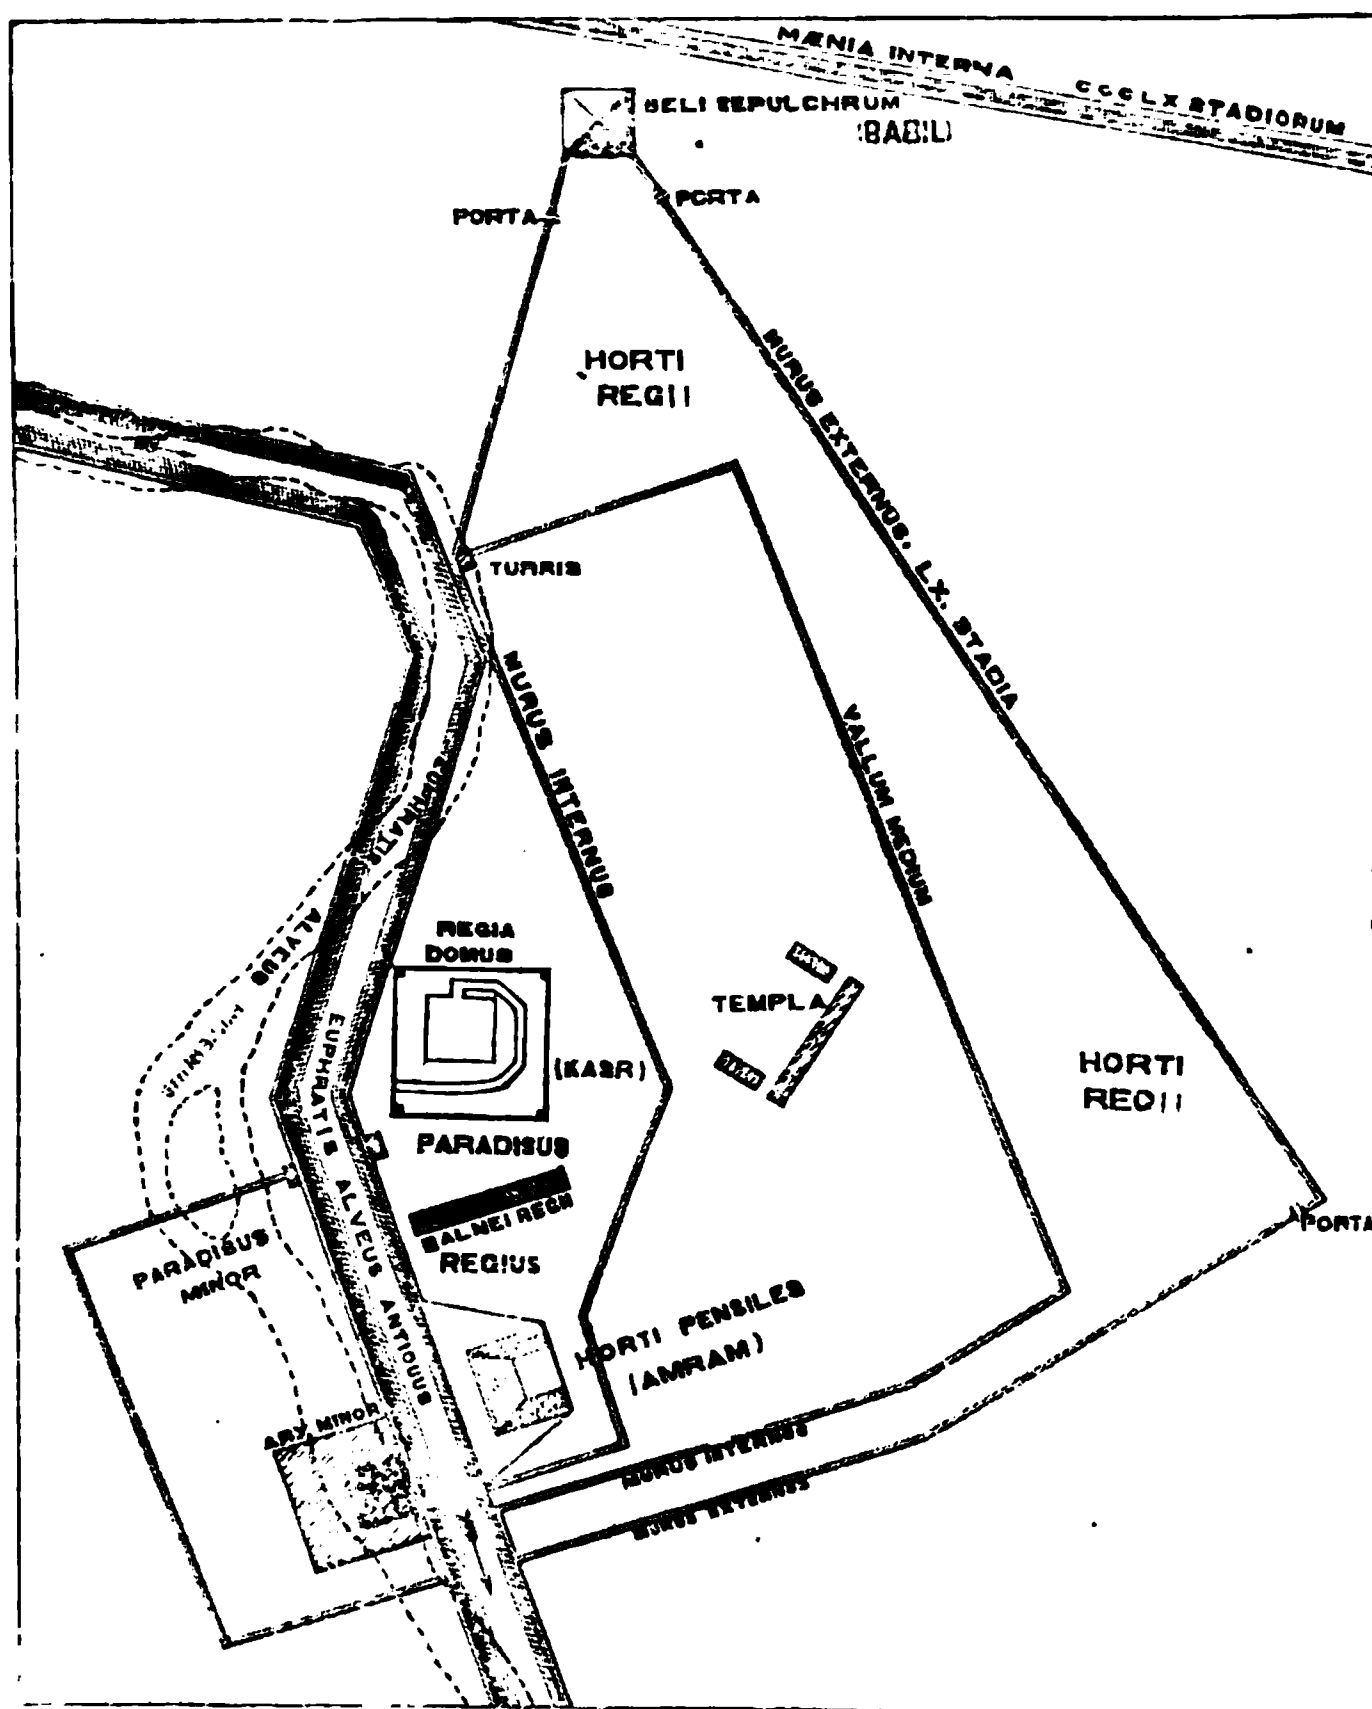 MÆNIA INTERNA CCCLX STADIORUM
BELI SEPULCHRUM
(BABIL)
PORTA
PORTA
HORTI
REGII
MURUS EXTERNUS. LX. STADIA
TURRIS
MURUS INTERNUS
VALLUM MEDIUM
EUPHRATIS
ALVEUS
REGIA
DOMUS
TEMPLA
(KASR)
HORTI
REGII
EUPHRATIS ALVEUS ANTIQUUS
PARADISUS
BALNEI REGII
REGIUS
PORTA
PARADISUS
MINOR
HORTI PENSILES
(AMRAM)
ARX MINOR
MURUS INTERNUS
MURUS EXTERNUS